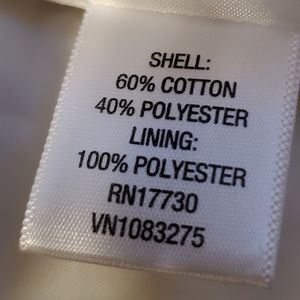 SHELL:
60% COTTON
40% POLYESTER
LINING:
100% POLYESTER
RN17730
VN1083275